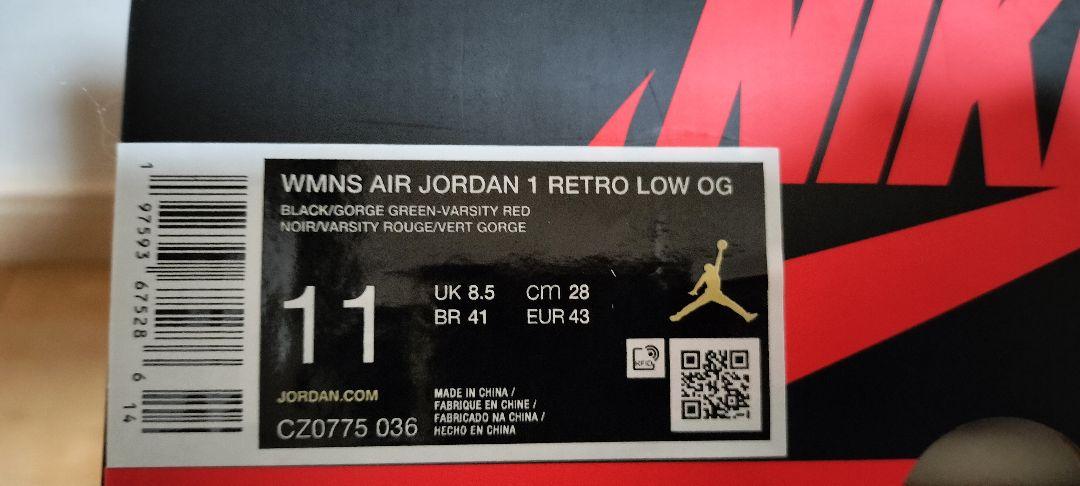 NIK
WMNS AIR JORDAN 1 RETRO LOW OG
BLACK/GORGE GREEN-VARSITY RED
NOIR/VARSITY ROUGE/VERT GORGE
11
UK 8.5 cm 28
BR 41 EUR 43
RFID
JORDAN.COM
CZ0775 036
MADE IN CHINA /
FABRIQUE EN CHINE /
FABRICADO NA CHINA /
HECHO EN CHINA
1 97593 67528 6 14